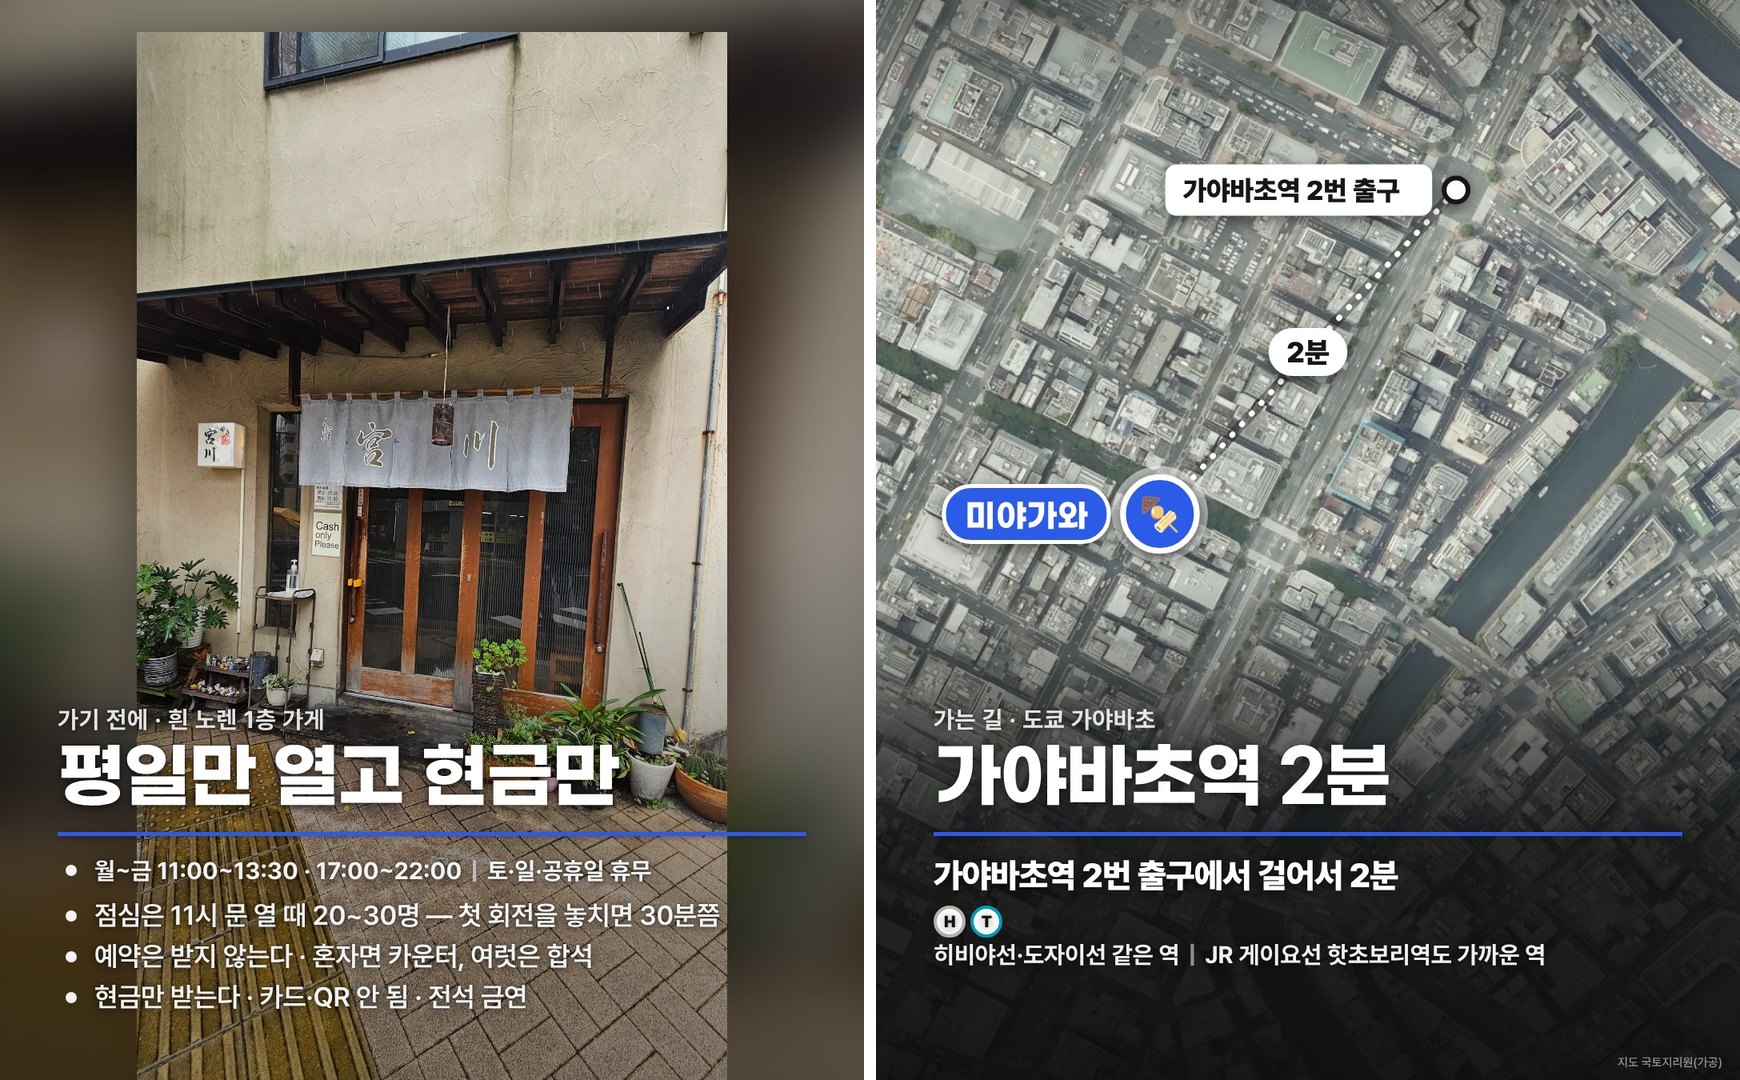 宮川
宮 川
Cash
only
Please
가기 전에 · 흰 노렌 1층 가게
평일만 열고 현금만
월~금 11:00~13:30 · 17:00~22:00 | 토·일·공휴일 휴무
점심은 11시 문 열 때 20~30명 — 첫 회전을 놓치면 30분쯤
예약은 받지 않는다 · 혼자면 카운터, 여럿은 합석
현금만 받는다 · 카드·QR 안 됨 · 전석 금연
가야바초역 2번 출구
2분
미야가와
가는 길 · 도쿄 가야바초
가야바초역 2분
가야바초역 2번 출구에서 걸어서 2분
H T
히비야선·도자이선 같은 역 | JR 게이요선 핫초보리역도 가까운 역
지도 국토지리원(가공)